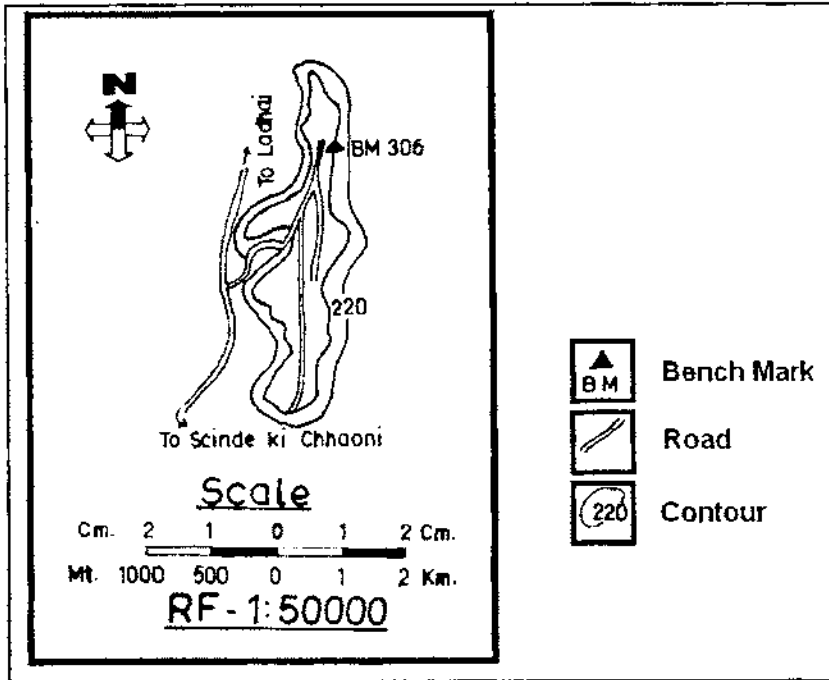 N
To Ladhai
BM 306
220
To Scinde ki Chhaoni
Scale
Cm. 2 1 0 1 2 Cm.
Mt. 1000 500 0 1 2 Km.
RF-1:50000
BM
Bench Mark
Road
220
Contour